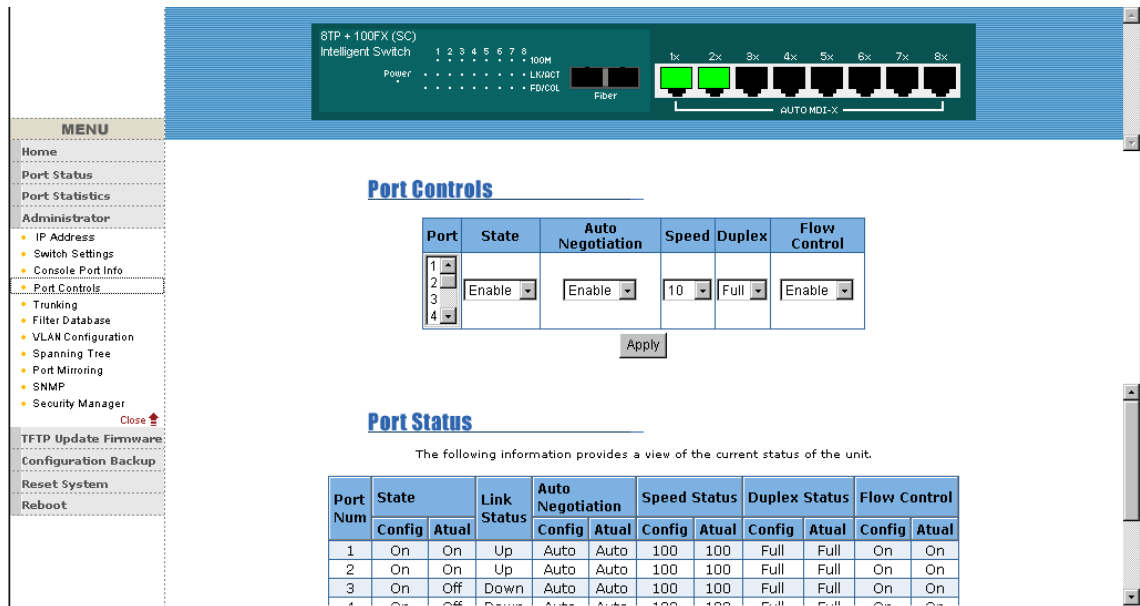 8TP + 100FX (SC)
Intelligent Switch
1 2 3 4 5 6 7 8
100M
Power
LK/ACT
FD/COL
Fiber
1x 2x 3x 4x 5x 6x 7x 8x
AUTO MDI-X
MENU
Home
Port Status
Port Statistics
Administrator
IP Address
Switch Settings
Console Port Info
Port Controls
Trunking
Filter Database
VLAN Configuration
Spanning Tree
Port Mirroring
SNMP
Security Manager
Close
TFTP Update Firmware
Configuration Backup
Reset System
Reboot
Port Controls
Port State Auto Negotiation Speed Duplex Flow Control
1
2
3
4
Enable Enable 10 Full Enable
Apply
Port Status
The following information provides a view of the current status of the unit.
Port Num State Link Status Auto Negotiation Speed Status Duplex Status Flow Control
Config Atual Config Atual Config Atual Config Atual Config Atual
1 On On Up Auto Auto 100 100 Full Full On On
2 On On Up Auto Auto 100 100 Full Full On On
3 On Off Down Auto Auto 100 100 Full Full On On